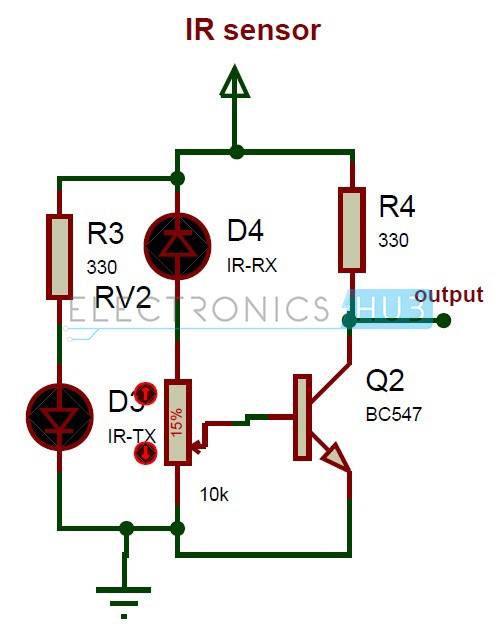 IR sensor
R3
330
D4
IR-RX
R4
330
RV2
ELECTRONICS HUB
output
D3
IR-TX
15%
Q2
BC547
10k